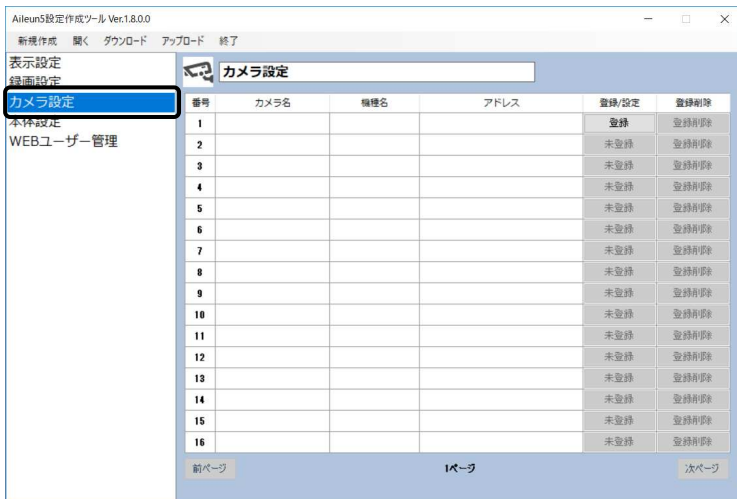 Aileun5設定作成ツール Ver.1.8.0.0
新規作成 開く ダウンロード アップロード 終了
表示設定
録画設定
カメラ設定
本体設定
WEBユーザー管理
カメラ設定
番号 カメラ名 機種名 アドレス 登録/設定 登録削除
1 登録 登録削除
2 未登録 登録削除
3 未登録 登録削除
4 未登録 登録削除
5 未登録 登録削除
6 未登録 登録削除
7 未登録 登録削除
8 未登録 登録削除
9 未登録 登録削除
10 未登録 登録削除
11 未登録 登録削除
12 未登録 登録削除
13 未登録 登録削除
14 未登録 登録削除
15 未登録 登録削除
16 未登録 登録削除
前ページ 1ページ 次ページ